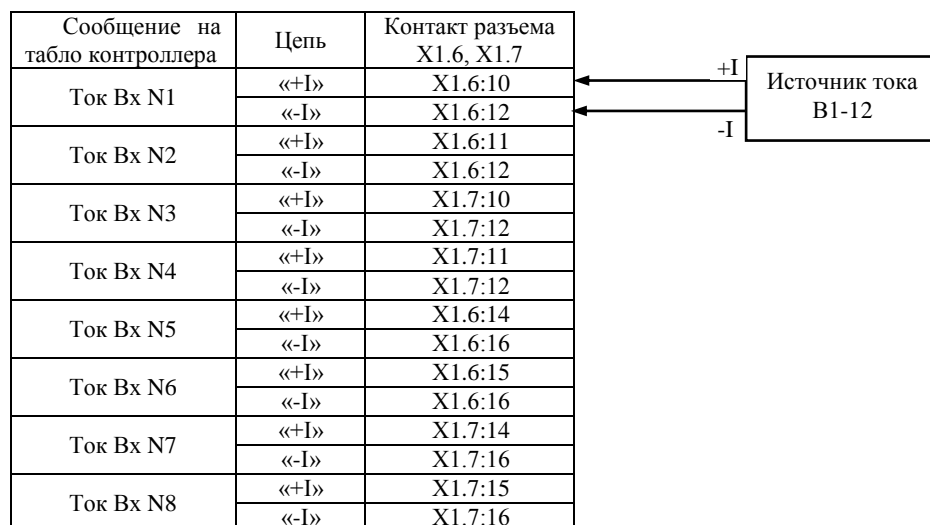 Сообщение на
табло контроллера
Цепь
Контакт разъема
X1.6, X1.7
Ток Вх N1
«+I»
X1.6:10
«-I»
X1.6:12
Ток Вх N2
«+I»
X1.6:11
«-I»
X1.6:12
Ток Вх N3
«+I»
X1.7:10
«-I»
X1.7:12
Ток Вх N4
«+I»
X1.7:11
«-I»
X1.7:12
Ток Вх N5
«+I»
X1.6:14
«-I»
X1.6:16
Ток Вх N6
«+I»
X1.6:15
«-I»
X1.6:16
Ток Вх N7
«+I»
X1.7:14
«-I»
X1.7:16
Ток Вх N8
«+I»
X1.7:15
«-I»
X1.7:16
+I
-I
Источник тока
В1-12